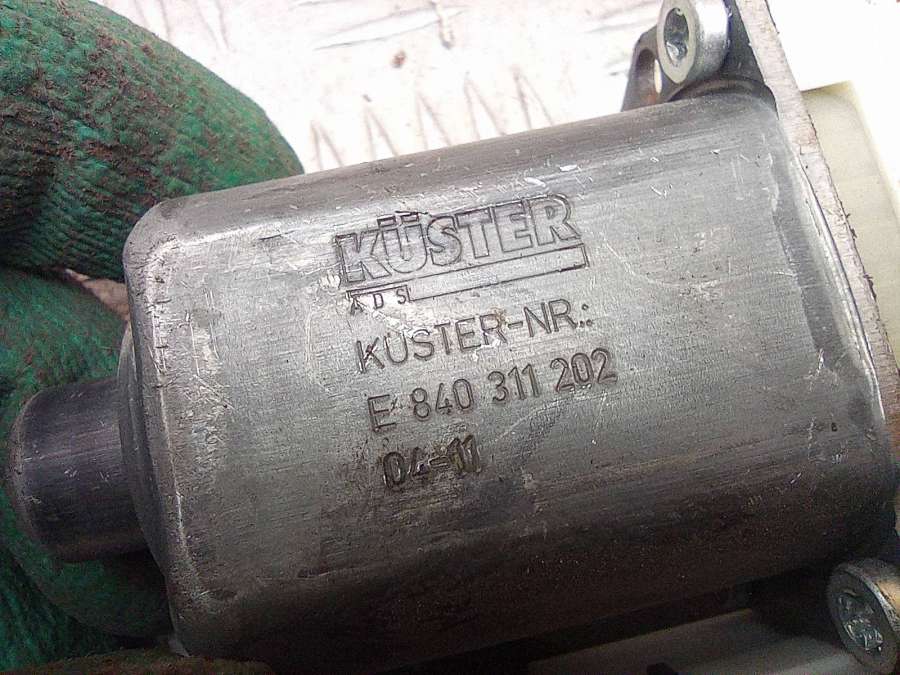 KÜSTER
ADS
KÜSTER-NR.:
E 840 311 202
04-11